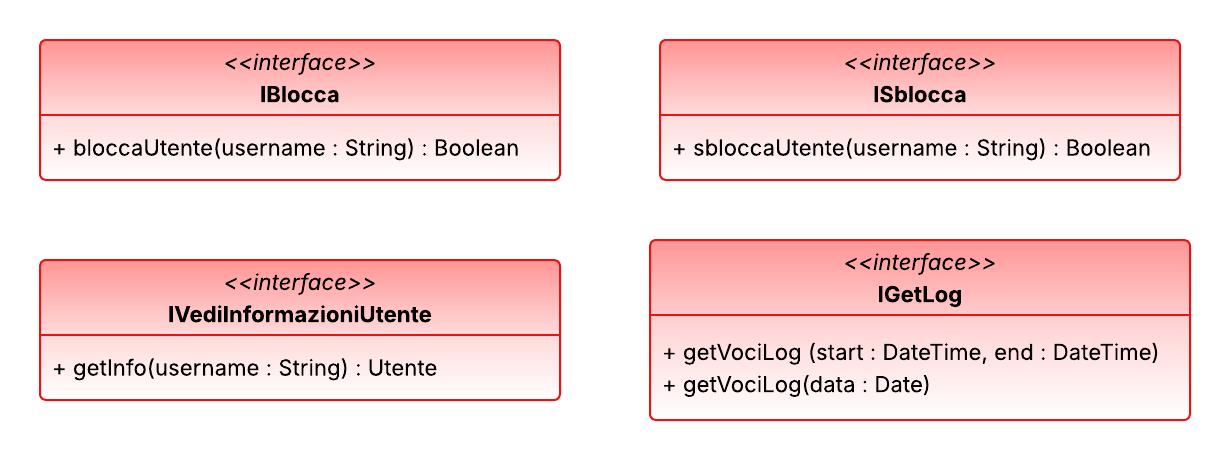 <<interface>>
IBlocca
+ bloccaUtente(username : String) : Boolean
<<interface>>
ISblocca
+ sbloccaUtente(username : String) : Boolean
<<interface>>
IVediInformazioniUtente
+ getInfo(username : String) : Utente
<<interface>>
IGetLog
+ getVociLog (start : DateTime, end : DateTime)
+ getVociLog(data : Date)